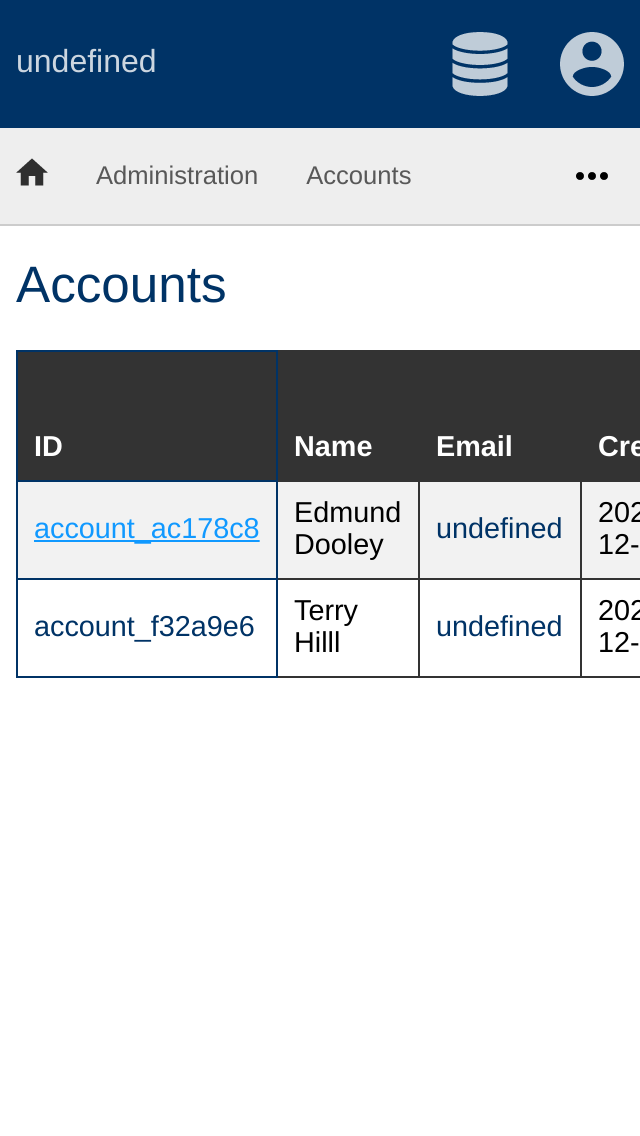 undefined
Administration Accounts
Accounts
ID Name Email Cre
account_ac178c8 Edmund Dooley undefined 202 12-
account_f32a9e6 Terry Hilll undefined 202 12-